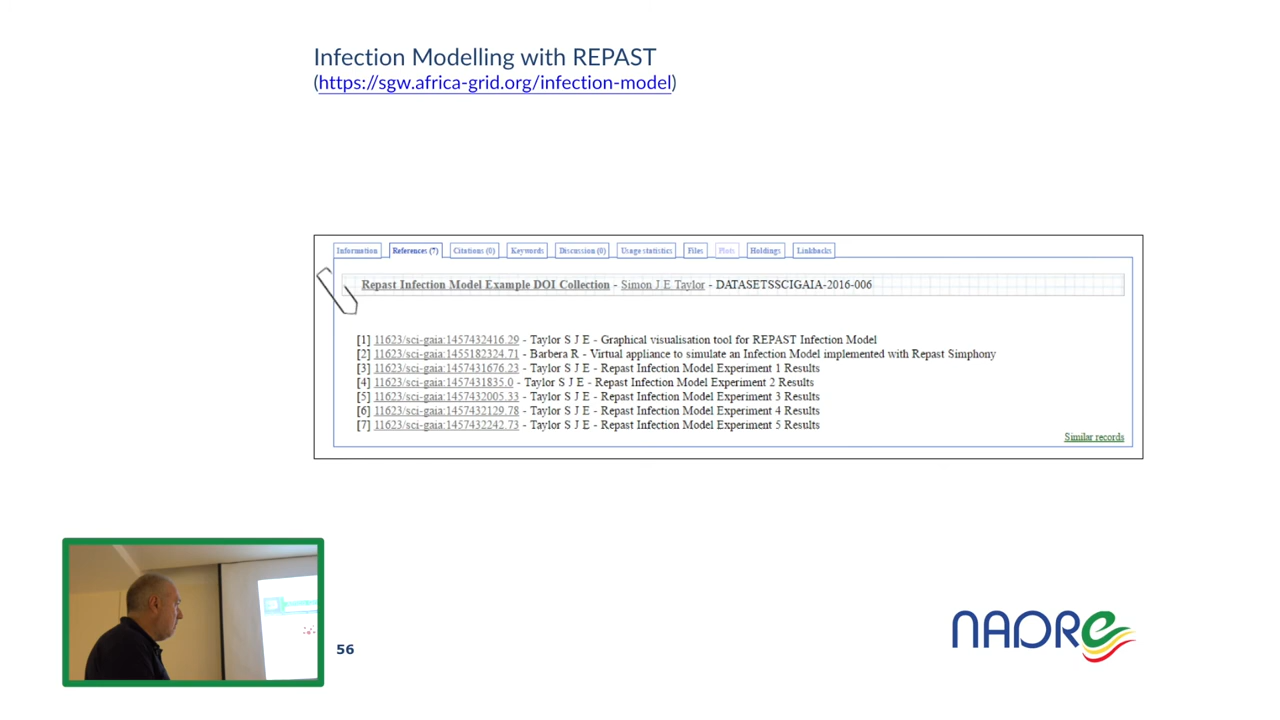 Infection Modelling with REPAST
(https://sgw.africa-grid.org/infection-model)
Information References (7) Citations (0) Keywords Discussion (0) Usage statistics Files Plots Holdings Linkbacks
Repast Infection Model Example DOI Collection - Simon J E Taylor - DATASETSSCIGAIA-2016-006
[1] 11623/sci-gaia:1457432416.29 - Taylor S J E - Graphical visualisation tool for REPAST Infection Model
[2] 11623/sci-gaia:1455182324.71 - Barbera R - Virtual appliance to simulate an Infection Model implemented with Repast Simphony
[3] 11623/sci-gaia:1457431676.23 - Taylor S J E - Repast Infection Model Experiment 1 Results
[4] 11623/sci-gaia:1457431835.0 - Taylor S J E - Repast Infection Model Experiment 2 Results
[5] 11623/sci-gaia:1457432005.33 - Taylor S J E - Repast Infection Model Experiment 3 Results
[6] 11623/sci-gaia:1457432129.78 - Taylor S J E - Repast Infection Model Experiment 4 Results
[7] 11623/sci-gaia:1457432242.73 - Taylor S J E - Repast Infection Model Experiment 5 Results
Similar records
56
NADRe